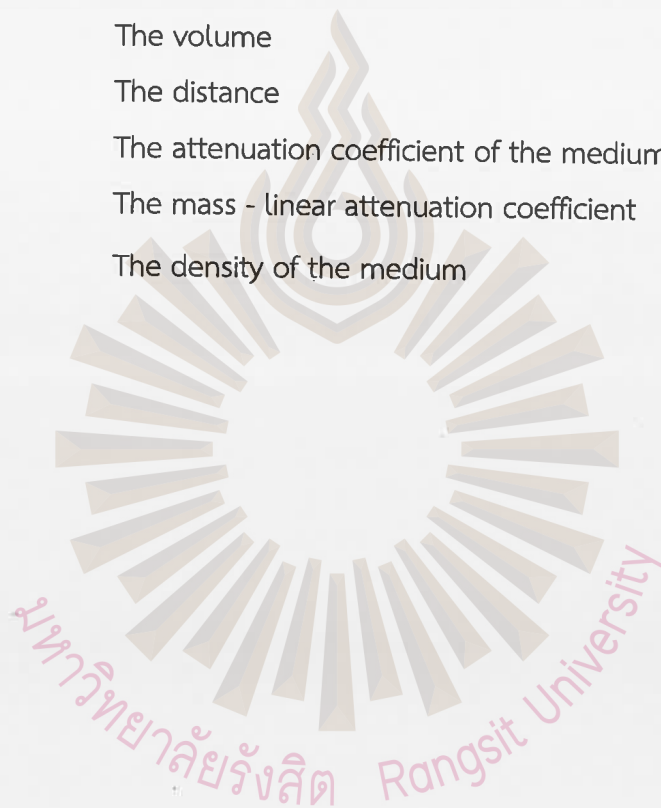 The volume
The distance
The attenuation coefficient of the medium
The mass - linear attenuation coefficient
The density of the medium
มหาวิทยาลัยรังสิต Rangsit University